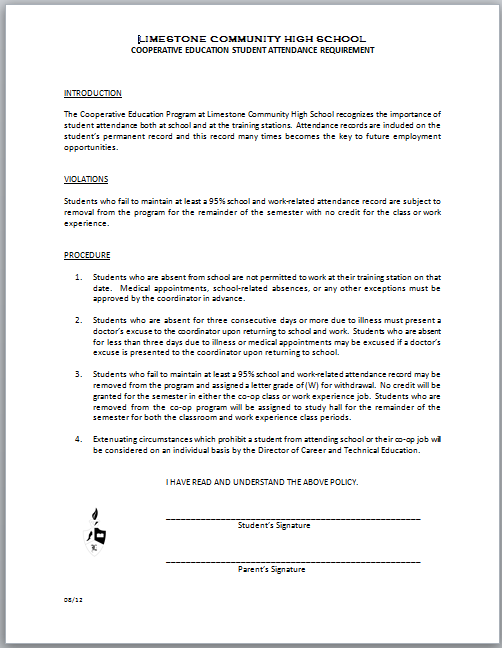 LIMESTONE COMMUNITY HIGH SCHOOL
COOPERATIVE EDUCATION STUDENT ATTENDANCE REQUIREMENT
INTRODUCTION
The Cooperative Education Program at Limestone Community High School recognizes the importance of
student attendance both at school and at the training stations. Attendance records are included on the
student's permanent record and this record many times becomes the key to future employment
opportunities.
VIOLATIONS
Students who fail to maintain at least a 95% school and work-related attendance record are subject to
removal from the program for the remainder of the semester with no credit for the class or work
experience.
PROCEDURE
1. Students who are absent from school are not permitted to work at their training station on that
date. Medical appointments, school-related absences, or any other exceptions must be
approved by the coordinator in advance.
2. Students who are absent for three consecutive days or more due to illness must present a
doctor's excuse to the coordinator upon returning to school and work. Students who are absent
for less than three days due to illness or medical appointments may be excused if a doctor's
excuse is presented to the coordinator upon returning to school.
3. Students who fail to maintain at least a 95% school and work-related attendance record may be
removed from the program and assigned a letter grade of (W) for withdrawal. No credit will be
granted for the semester in either the co-op class or work experience job. Students who are
removed from the co-op program will be assigned to study hall for the remainder of the
semester for both the classroom and work experience class periods.
4. Extenuating circumstances which prohibit a student from attending school or their co-op job will
be considered on an individual basis by the Director of Career and Technical Education.
I HAVE READ AND UNDERSTAND THE ABOVE POLICY.
Student's Signature
Parent's Signature
08/12